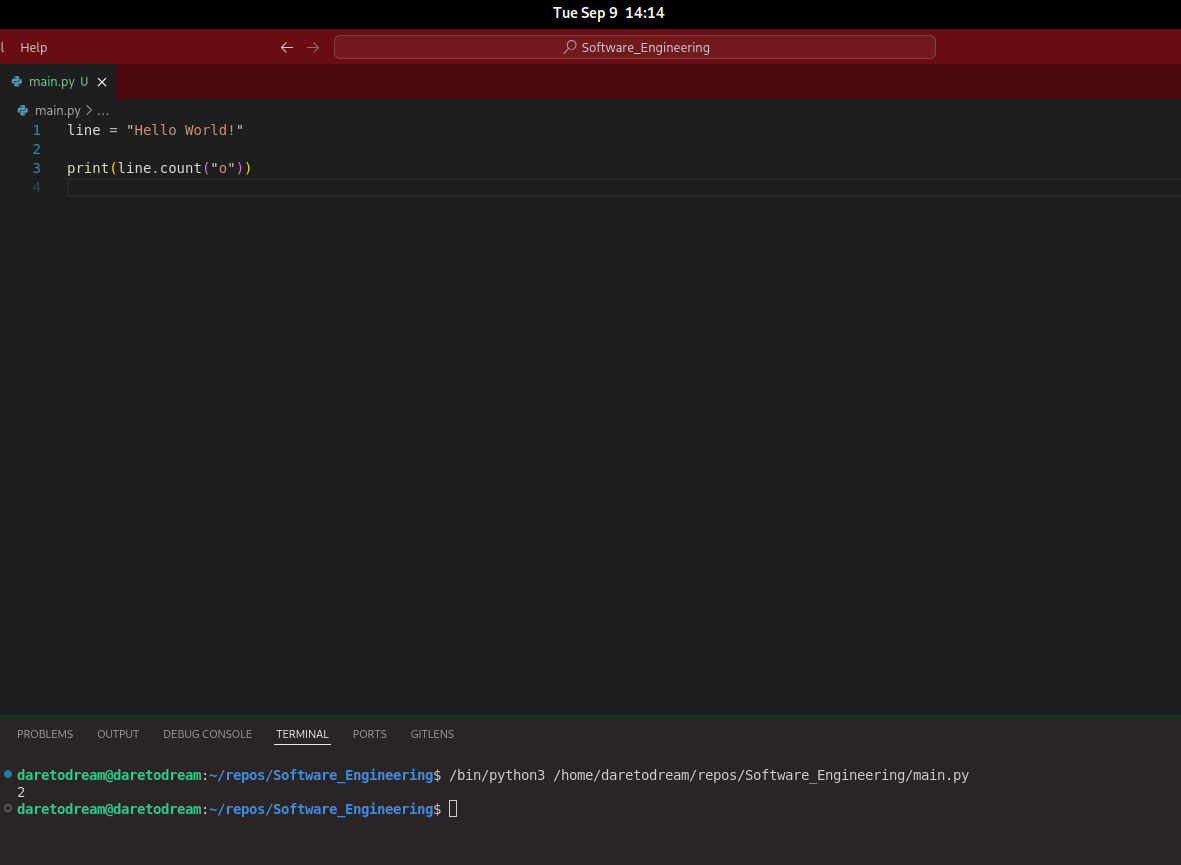 Tue Sep 9 14:14
l Help Software_Engineering
main.py U
main.py > ...
1 line = "Hello World!"
2
3 print(line.count("o"))
4
PROBLEMS OUTPUT DEBUG CONSOLE TERMINAL PORTS GITLENS
daretodream@daretodream:~/repos/Software_Engineering$ /bin/python3 /home/daretodream/repos/Software_Engineering/main.py
2
daretodream@daretodream:~/repos/Software_Engineering$